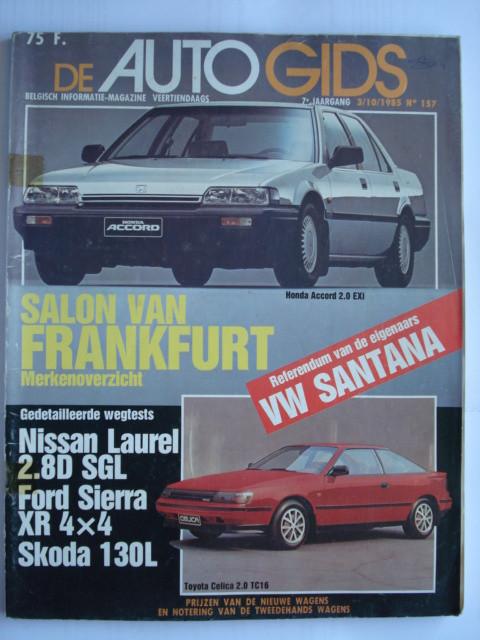 75 F.
DE AUTO GIDS
BELGISCH INFORMATIE-MAGAZINE VEERTIENDAAGS 7e JAARGANG 3/10/1985 N° 157
HONDA
ACCORD
Honda Accord 2.0 EXi
SALON VAN
FRANKFURT
Merkenoverzicht
Referendum van de eigenaars
VW SANTANA
Gedetailleerde wegtests
Nissan Laurel
2.8D SGL
Ford Sierra
XR 4×4
Skoda 130L
CELICA
Toyota Celica 2.0 TC16
PRIJZEN VAN DE NIEUWE WAGENS
EN NOTERING VAN DE TWEEDEHANDS WAGENS